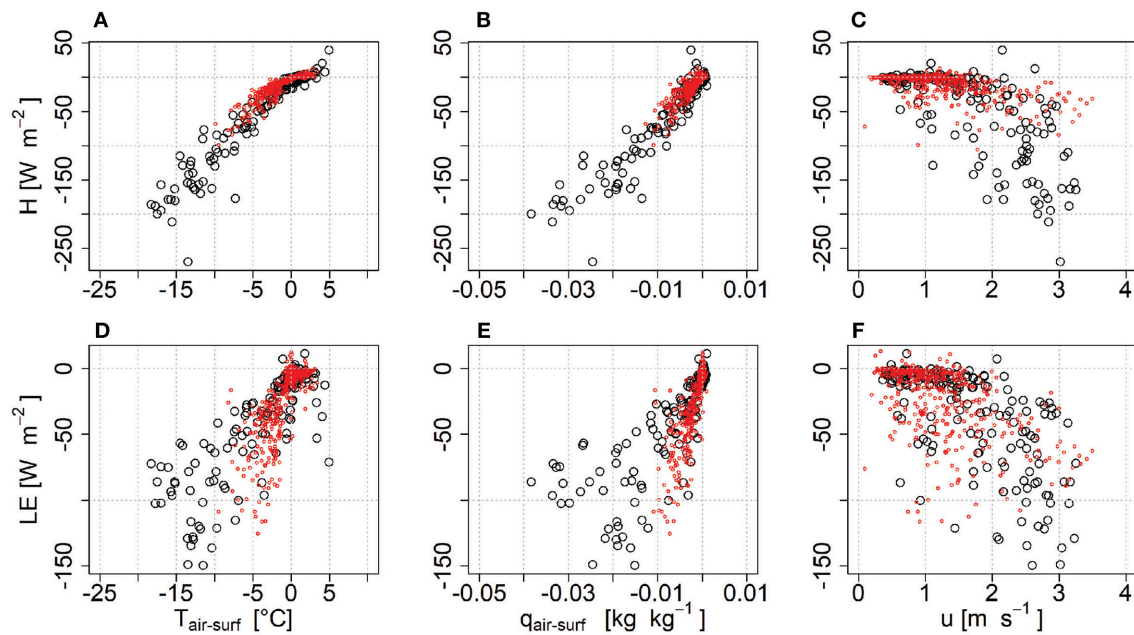 A B C
H [W m⁻²]
50 -50 -150 -250
50 -50 -150 -250
50 -50 -150 -250
-25 -15 -5 0 5
-0.05 -0.03 -0.01 0.01
0 1 2 3 4
D E F
LE [W m⁻²]
0 -50 -150
0 -50 -150
0 -50 -150
-25 -15 -5 0 5
-0.05 -0.03 -0.01 0.01
0 1 2 3 4
T air-surf [°C]
q air-surf [kg kg⁻¹]
u [m s⁻¹]